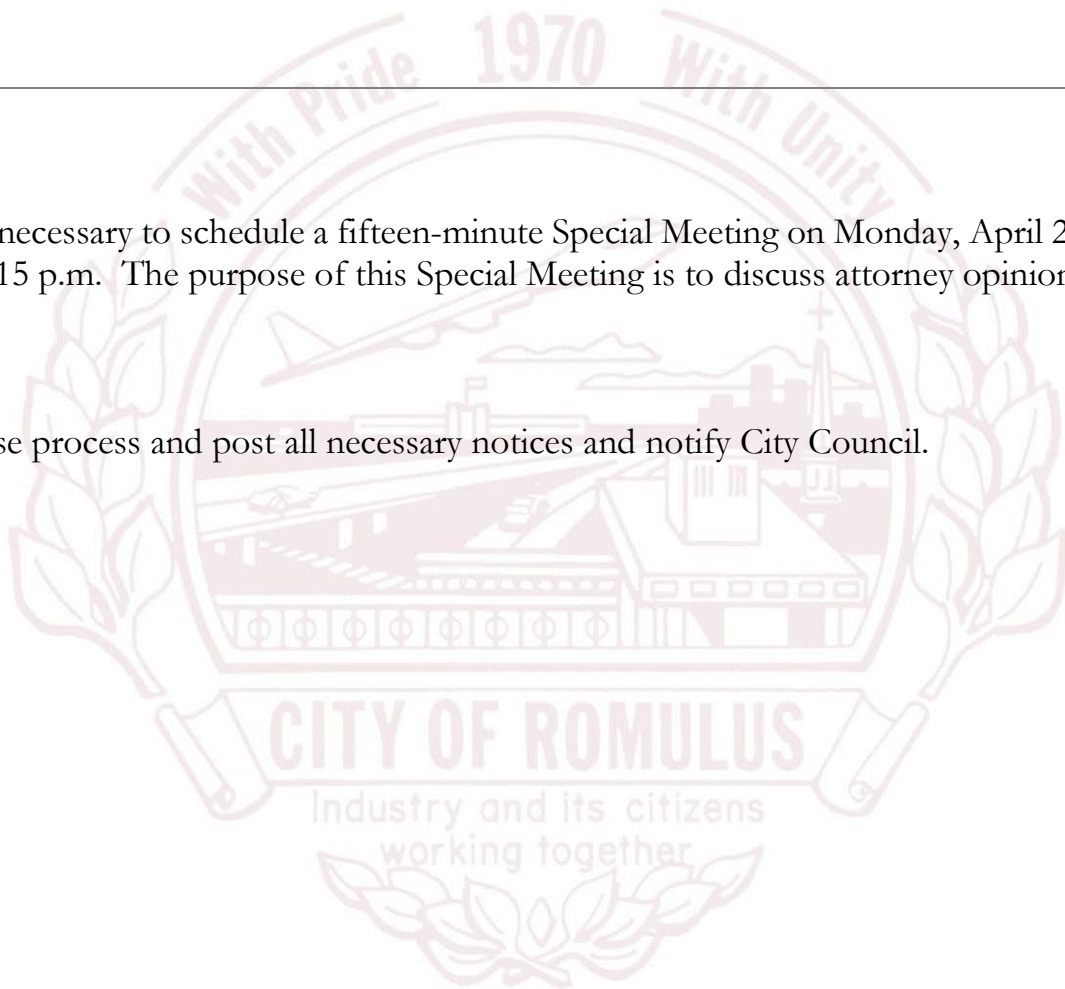 With Pride 1970 With Unity
necessary to schedule a fifteen-minute Special Meeting on Monday, April 2
15 p.m. The purpose of this Special Meeting is to discuss attorney opinion
se process and post all necessary notices and notify City Council.
CITY OF ROMULUS
Industry and its citizens
working together